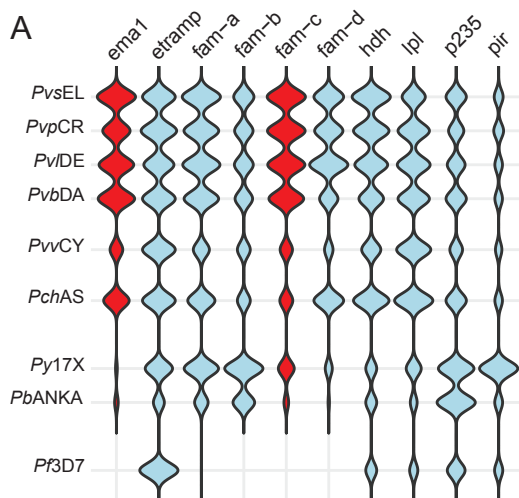 A
ema1 etramp fam-a fam-b fam-c fam-d hdh lpl p235 pir
PvsEL
PvpCR
PvlDE
PvbDA
PvvCY
PchAS
Py17X
PbANKA
Pf3D7